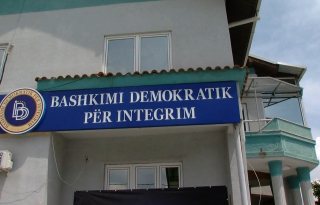 BASHKIMI DEMOKRATIK
PËR INTEGRIM